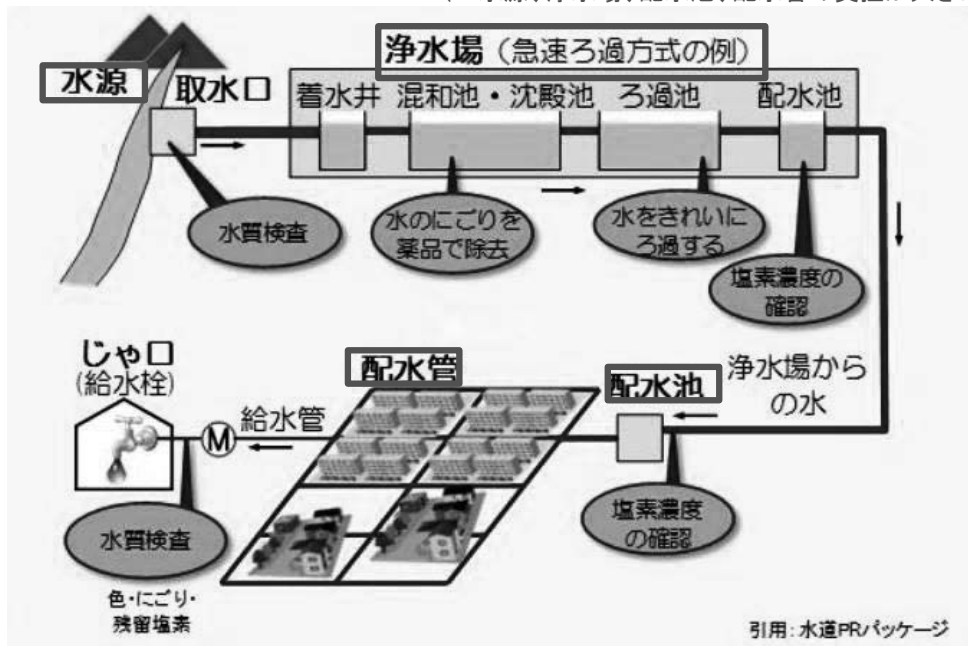 浄水場（急速ろ過方式の例）
水源
取水口
着水井
混和池・沈殿池
ろ過池
配水池
水質検査
水のにごりを
薬品で除去
水をきれいに
ろ過する
塩素濃度の
確認
じゃ口
(給水栓)
給水管
M
配水管
配水池
浄水場から
の水
水質検査
塩素濃度
の確認
色・にごり・
残留塩素
引用：水道PRパッケージ